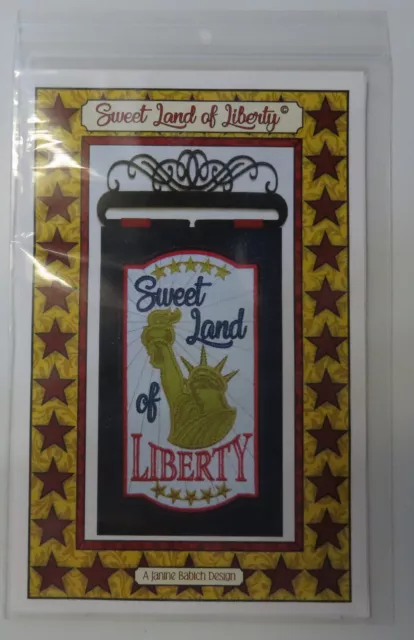 Sweet Land of Liberty©
Sweet
Land
of
LIBERTY
A Janine Babich Design